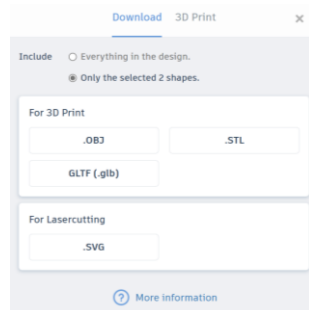 Download 3D Print ×
Include Everything in the design.
Only the selected 2 shapes.
For 3D Print
.OBJ .STL
GLTF (.glb)
For Lasercutting
.SVG
? More information